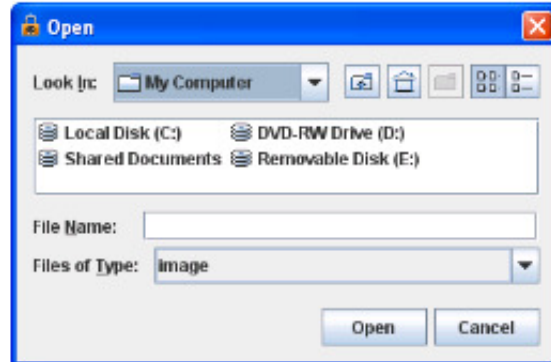 Open
Look In: My Computer
Local Disk (C:) DVD-RW Drive (D:)
Shared Documents Removable Disk (E:)
File Name:
Files of Type: image
Open Cancel